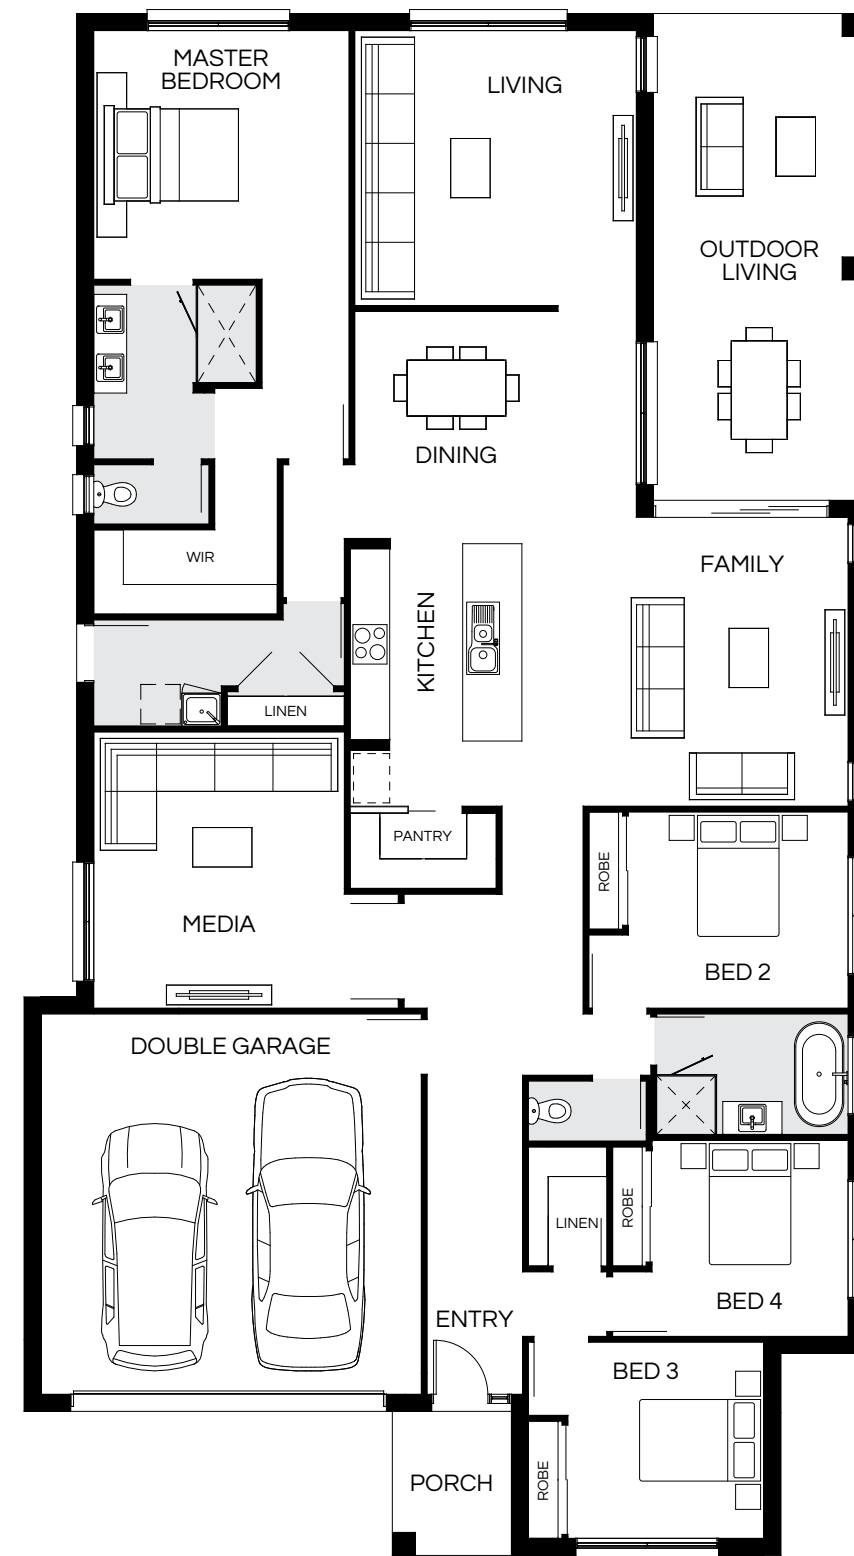 MASTER
BEDROOM
LIVING
OUTDOOR
LIVING
DINING
WIR
FAMILY
KITCHEN
LINEN
PANTRY
ROBE
MEDIA
BED 2
DOUBLE GARAGE
LINEN
ROBE
BED 4
ENTRY
BED 3
PORCH
ROBE